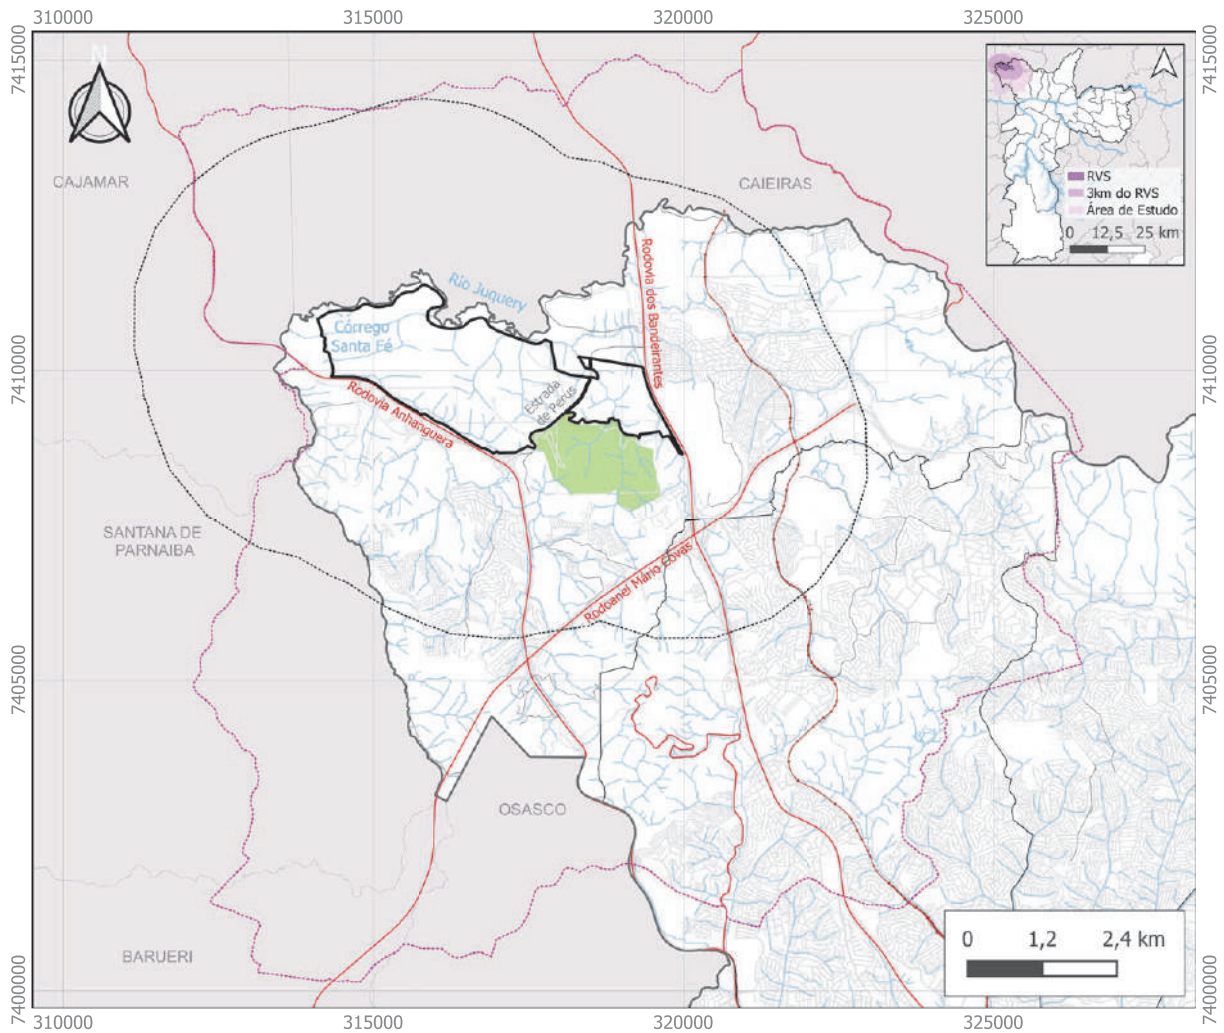 310000
315000
320000
325000
7415000
7415000
N
CAJAMAR
CAIEIRAS
RVS
3km do RVS
Área de Estudo
0 12,5 25 km
Rio Juquery
Rodovia dos Bandeirantes
Córrego
Santa Fé
7410000
7410000
Estrada
de Perus
Rodovia Anhanguera
SANTANA DE
PARNAIBA
Rodoanel Mário Covas
7405000
7405000
OSASCO
BARUERI
0 1,2 2,4 km
7400000
7400000
310000
315000
320000
325000